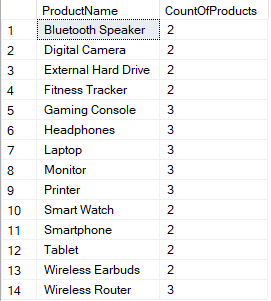 ProductName CountOfProducts
1 Bluetooth Speaker 2
2 Digital Camera 2
3 External Hard Drive 2
4 Fitness Tracker 2
5 Gaming Console 3
6 Headphones 3
7 Laptop 3
8 Monitor 3
9 Printer 3
10 Smart Watch 2
11 Smartphone 2
12 Tablet 2
13 Wireless Earbuds 2
14 Wireless Router 3